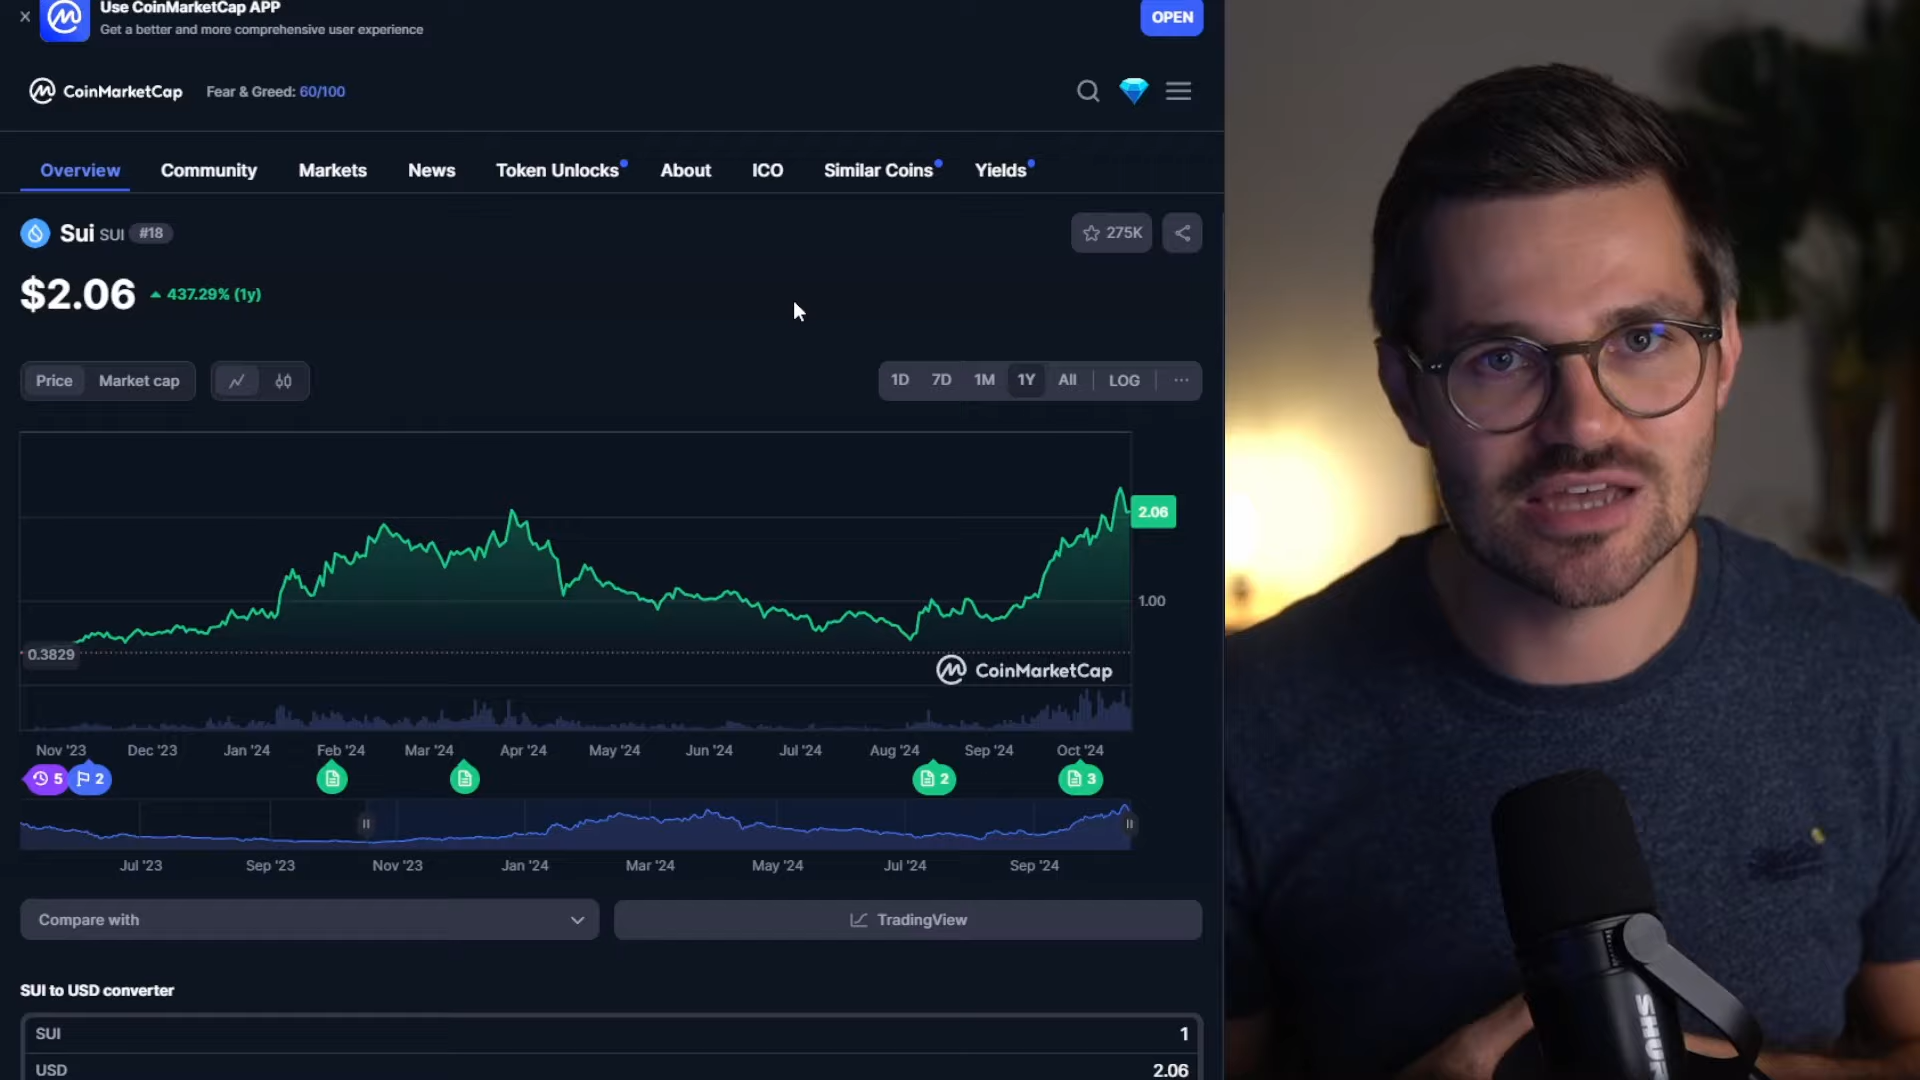 Use CoinMarketCap APP
Get a better and more comprehensive user experience
OPEN
CoinMarketCap Fear & Greed: 60/100
Overview Community Markets News Token Unlocks About ICO Similar Coins Yields
Sui SUI #18
275K
$2.06 437.29% (1y)
Price Market cap
1D 7D 1M 1Y All LOG ...
2.06
1.00
0.3829
CoinMarketCap
Nov '23 Dec '23 Jan '24 Feb '24 Mar '24 Apr '24 May '24 Jun '24 Jul '24 Aug '24 Sep '24 Oct '24
5 2 2 3
Jul '23 Sep '23 Nov '23 Jan '24 Mar '24 May '24 Jul '24 Sep '24
Compare with
TradingView
SUI to USD converter
SUI 1
USD 2.06
SHUR